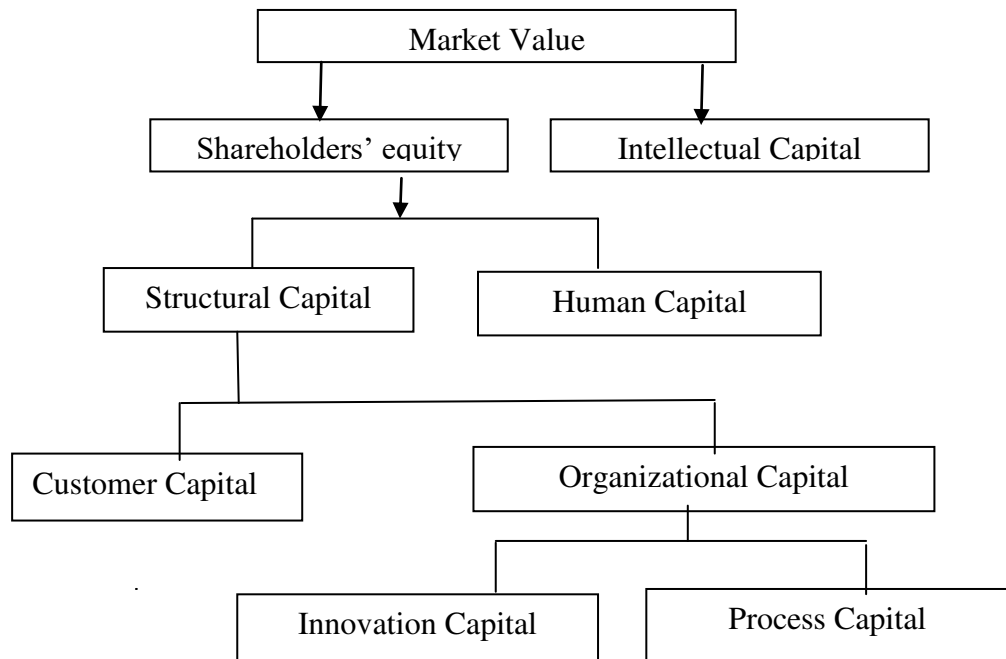 Market Value
Shareholders’ equity
Intellectual Capital
Structural Capital
Human Capital
Customer Capital
Organizational Capital
Innovation Capital
Process Capital